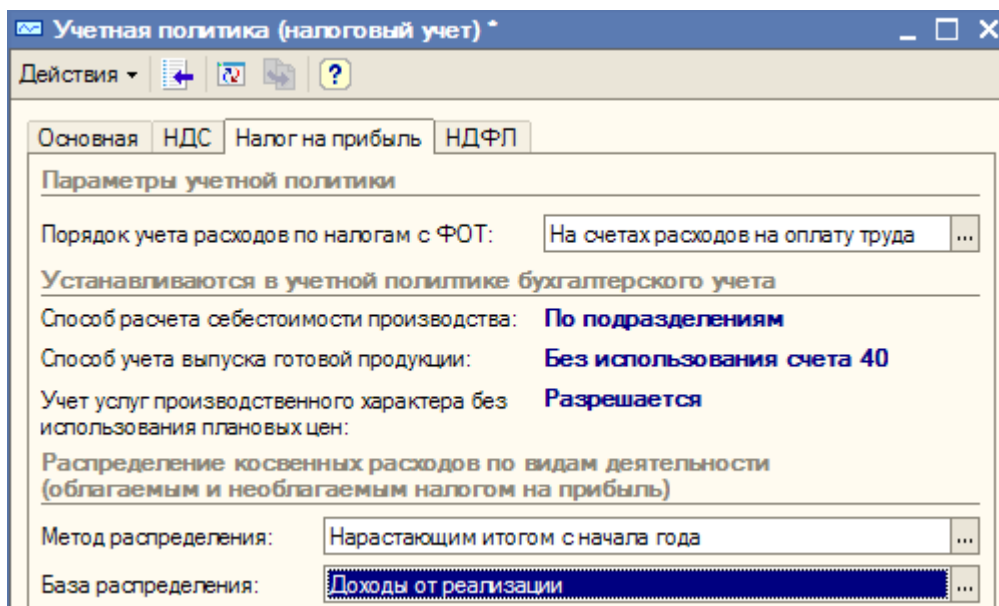 Учетная политика (налоговый учет) *
Действия
Основная НДС Налог на прибыль НДФЛ
Параметры учетной политики
Порядок учета расходов по налогам с ФОТ: На счетах расходов на оплату труда ...
Устанавливаются в учетной полилтике бухгалтерского учета
Способ расчета себестоимости производства: По подразделениям
Способ учета выпуска готовой продукции: Без использования счета 40
Учет услуг производственного характера без Разрешается
использования плановых цен:
Распределение косвенных расходов по видам деятельности
(облагаемым и необлагаемым налогом на прибыль)
Метод распределения: Нарастающим итогом с начала года ...
База распределения: Доходы от реализации ...